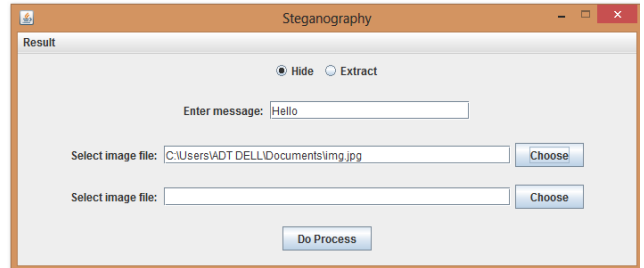 Steganography
Result
Hide Extract
Enter message: Hello
Select image file: C:\Users\ADT DELL\Documents\img.jpg Choose
Select image file: Choose
Do Process